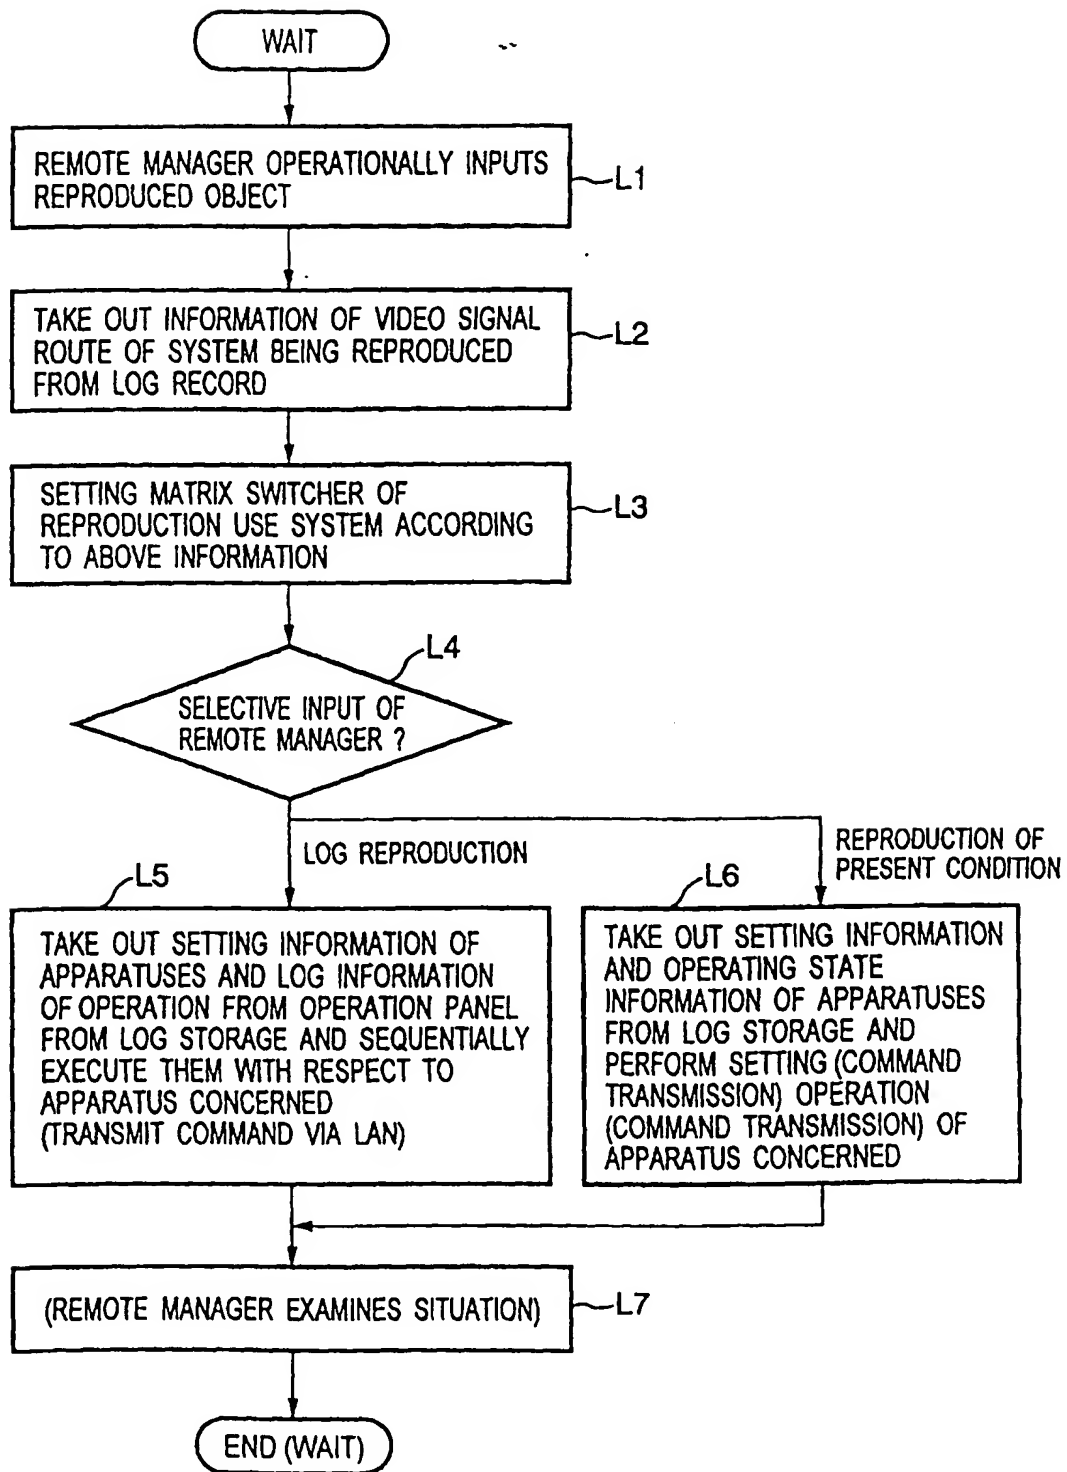 WAIT
REMOTE MANAGER OPERATIONALLY INPUTS
REPRODUCED OBJECT
L1
TAKE OUT INFORMATION OF VIDEO SIGNAL
ROUTE OF SYSTEM BEING REPRODUCED
FROM LOG RECORD
L2
SETTING MATRIX SWITCHER OF
REPRODUCTION USE SYSTEM ACCORDING
TO ABOVE INFORMATION
L3
L4
SELECTIVE INPUT OF
REMOTE MANAGER ?
LOG REPRODUCTION
REPRODUCTION OF
PRESENT CONDITION
L5
TAKE OUT SETTING INFORMATION OF
APPARATUSES AND LOG INFORMATION
OF OPERATION FROM OPERATION PANEL
FROM LOG STORAGE AND SEQUENTIALLY
EXECUTE THEM WITH RESPECT TO
APPARATUS CONCERNED
(TRANSMIT COMMAND VIA LAN)
L6
TAKE OUT SETTING INFORMATION
AND OPERATING STATE
INFORMATION OF APPARATUSES
FROM LOG STORAGE AND
PERFORM SETTING (COMMAND
TRANSMISSION) OPERATION
(COMMAND TRANSMISSION) OF
APPARATUS CONCERNED
(REMOTE MANAGER EXAMINES SITUATION)
L7
END (WAIT)